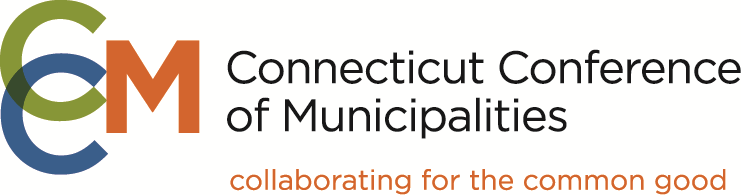 CCM
Connecticut Conference
of Municipalities
collaborating for the common good